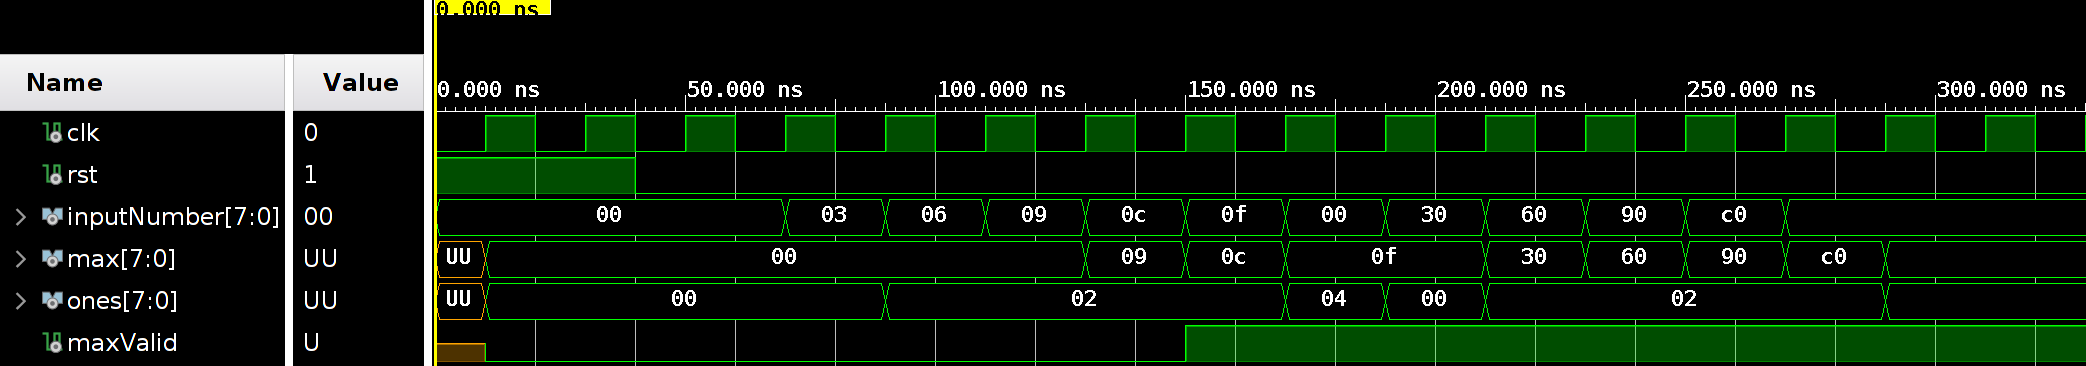 0.000 ns
Name Value
0.000 ns 50.000 ns 100.000 ns 150.000 ns 200.000 ns 250.000 ns 300.000 ns
clk 0
rst 1
inputNumber[7:0] 00 00 03 06 09 0c 0f 00 30 60 90 c0
max[7:0] UU UU 00 09 0c 0f 30 60 90 c0
ones[7:0] UU UU 00 02 04 00 02
maxValid U